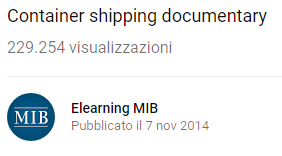 Container shipping documentary
229.254 visualizzazioni
MIB
Elearning MIB
Pubblicato il 7 nov 2014